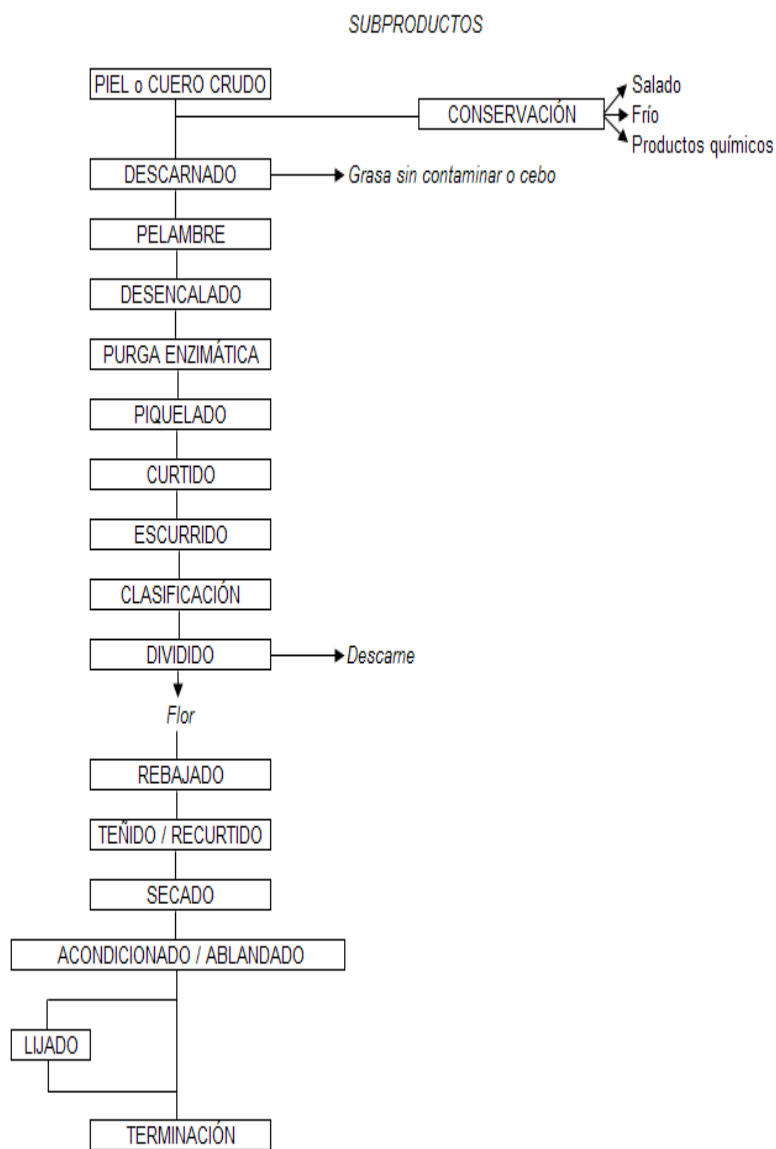 SUBPRODUCTOS
PIEL o CUERO CRUDO
CONSERVACIÓN
Salado
Frío
Productos químicos
DESCARNADO
Grasa sin contaminar o cebo
PELAMBRE
DESENCALADO
PURGA ENZIMÁTICA
PIQUELADO
CURTIDO
ESCURRIDO
CLASIFICACIÓN
DIVIDIDO
Descarne
Flor
REBAJADO
TEÑIDO / RECURTIDO
SECADO
ACONDICIONADO / ABLANDADO
LIJADO
TERMINACIÓN